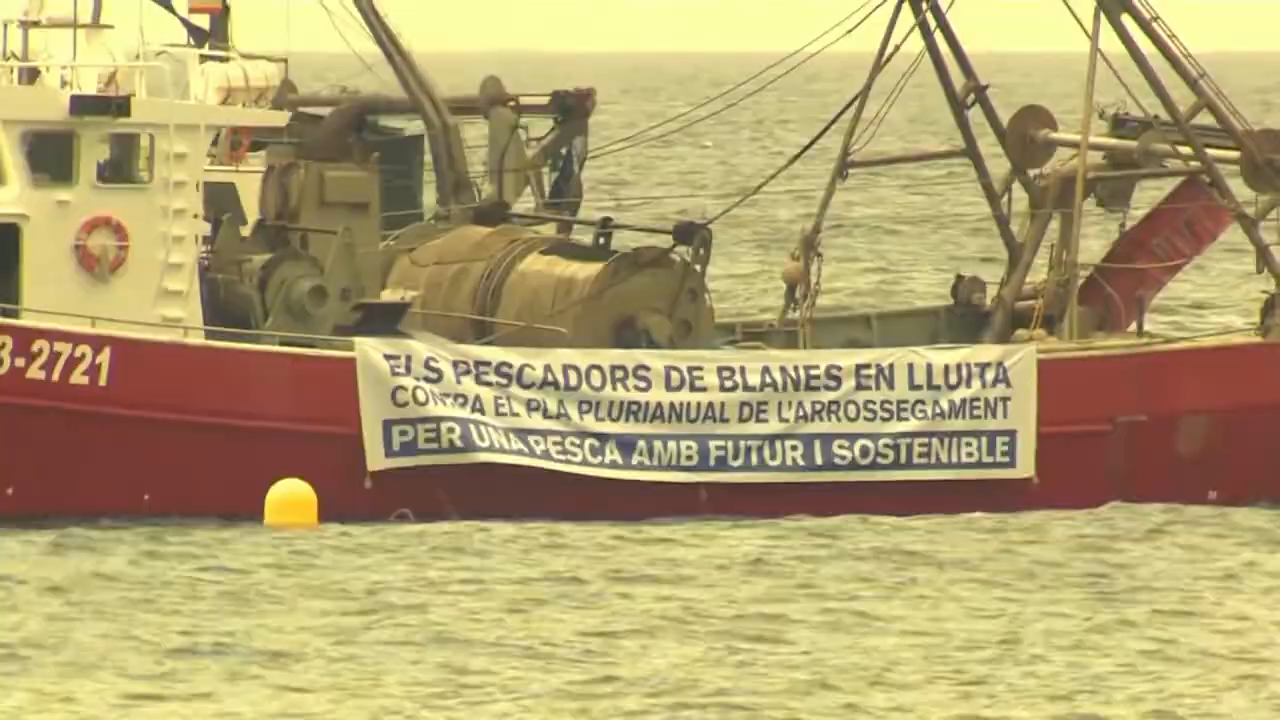 3-2721
ELS PESCADORS DE BLANES EN LLUITA
CONTRA EL PLA PLURIANUAL DE L'ARROSSEGAMENT
PER UNA PESCA AMB FUTUR I SOSTENIBLE